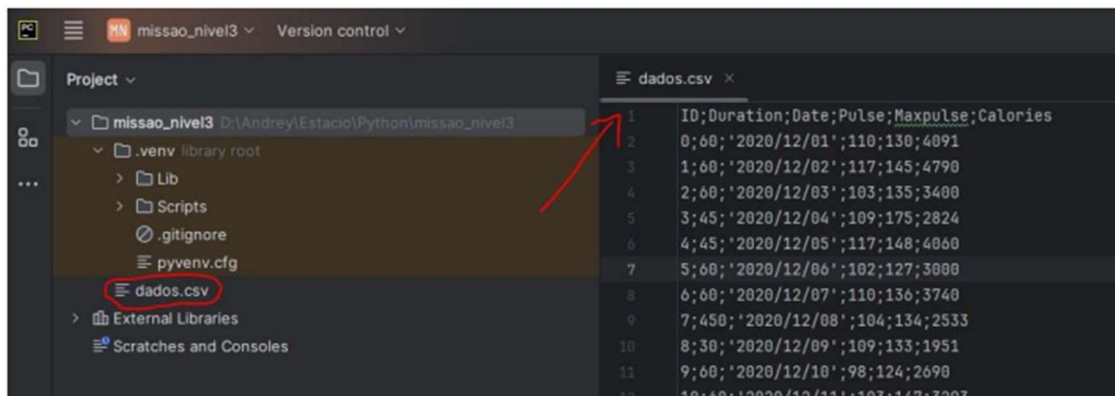 PC
MN missao_nivel3 Version control
Project
missao_nivel3 D:\Andrey\Estacio\Python\missao_nivel3
.venv library root
Lib
Scripts
.gitignore
pyvenv.cfg
dados.csv
External Libraries
Scratches and Consoles
dados.csv
1 ID;Duration;Date;Pulse;Maxpulse;Calories
2 0;60;'2020/12/01';110;130;4091
3 1;60;'2020/12/02';117;145;4790
4 2;60;'2020/12/03';103;135;3400
5 3;45;'2020/12/04';109;175;2824
6 4;45;'2020/12/05';117;148;4060
7 5;60;'2020/12/06';102;127;3000
8 6;60;'2020/12/07';110;136;3740
9 7;450;'2020/12/08';104;134;2533
10 8;30;'2020/12/09';109;133;1951
11 9;60;'2020/12/10';98;124;2690